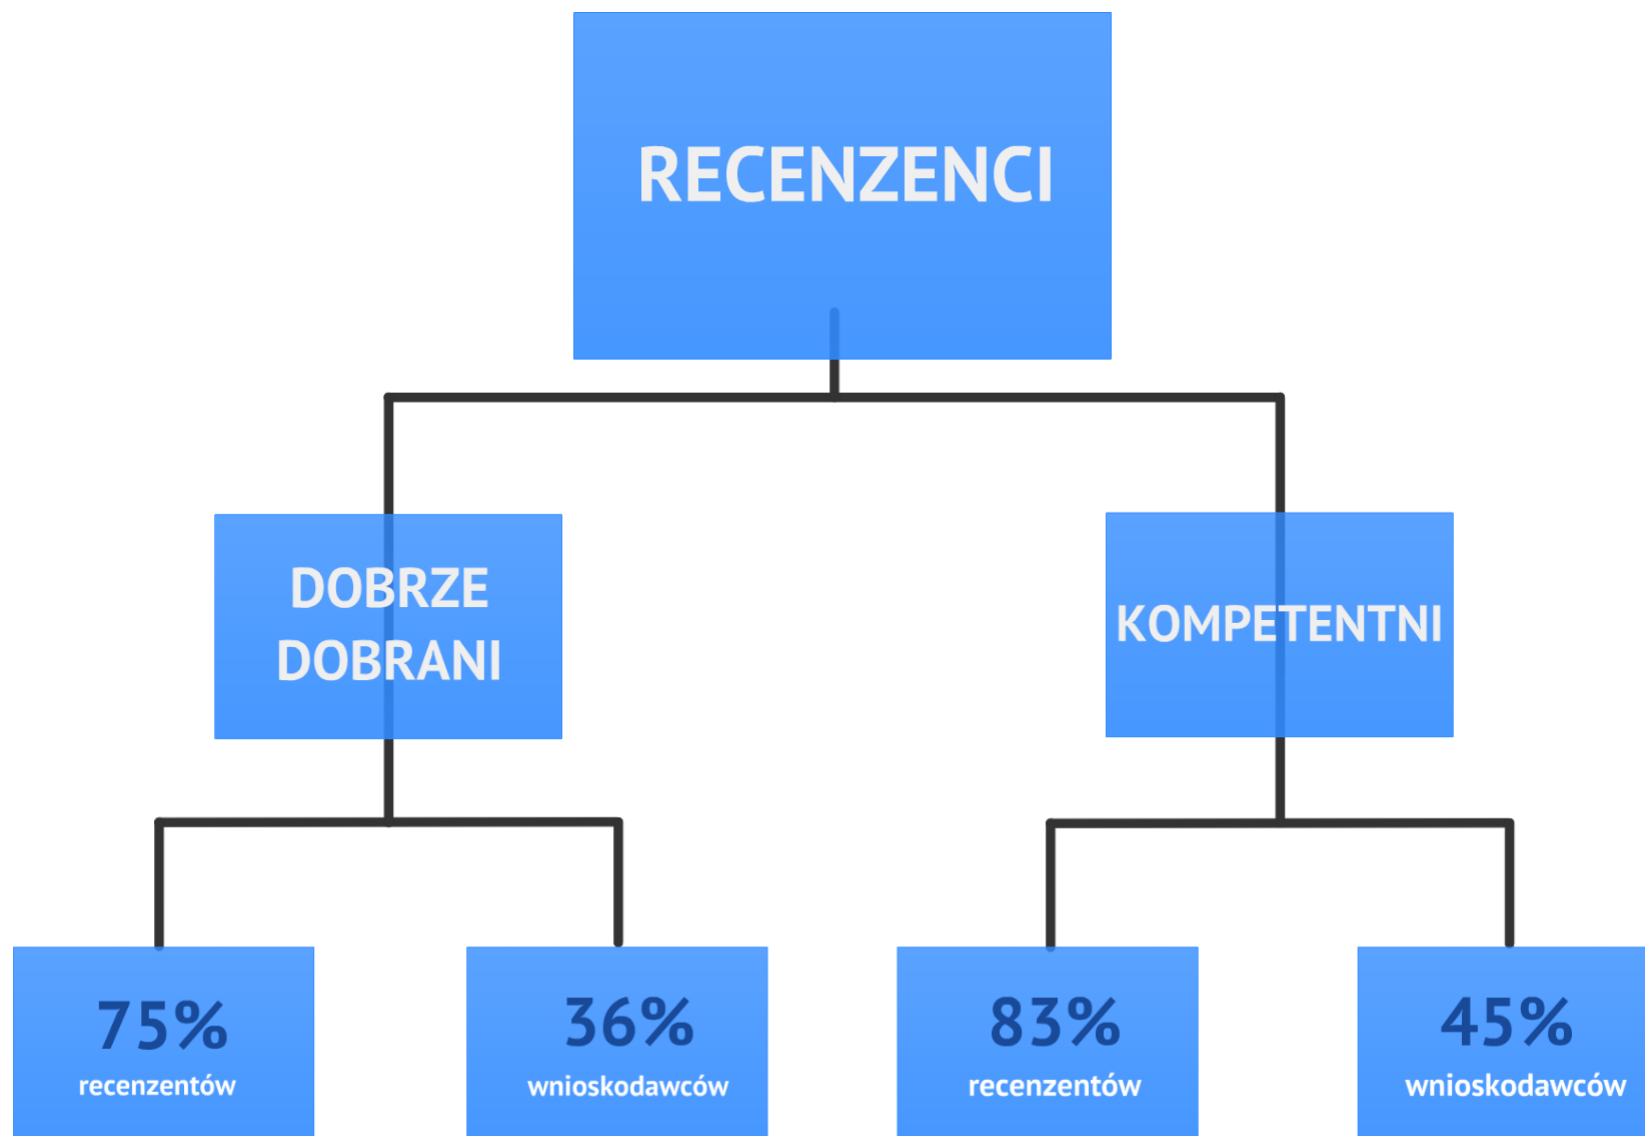 RECENZENCI
DOBRZE
DOBRANI
KOMPETENTNI
75%
recenzentów
36%
wnioskodawców
83%
recenzentów
45%
wnioskodawców